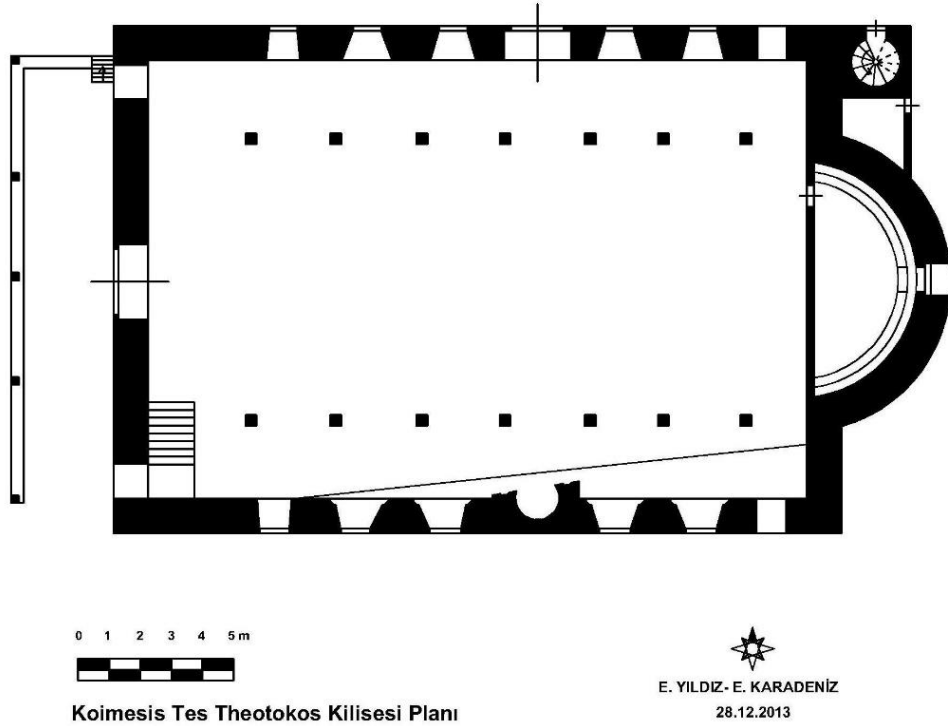 0 1 2 3 4 5 m
Koimesis Tes Theotokos Kilisesi Planı
E. YILDIZ- E. KARADENİZ
28.12.2013